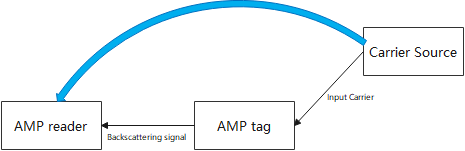 Carrier Source
Input Carrier
AMP reader
Backscattering signal
AMP tag